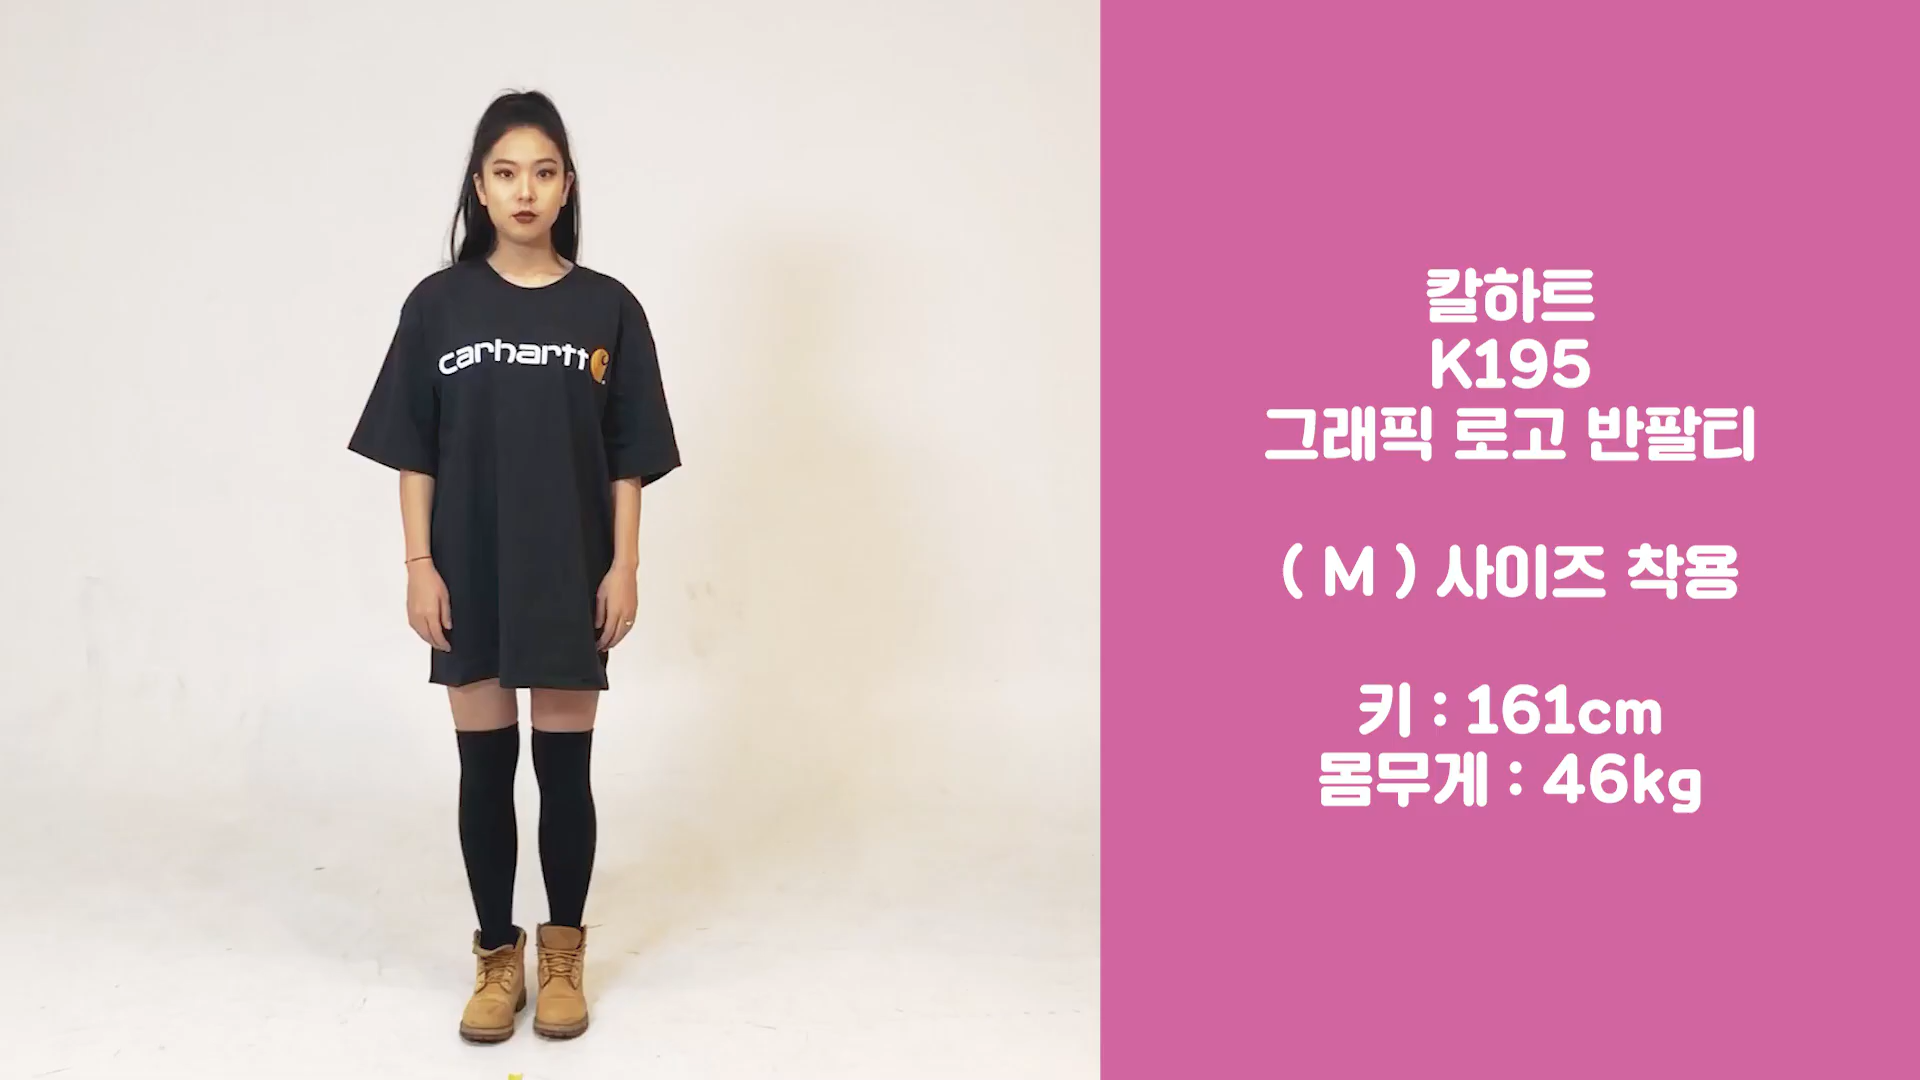 carhartt
칼하트
K195
그래픽 로고 반팔티
( M ) 사이즈 착용
키 : 161cm
몸무게 : 46kg